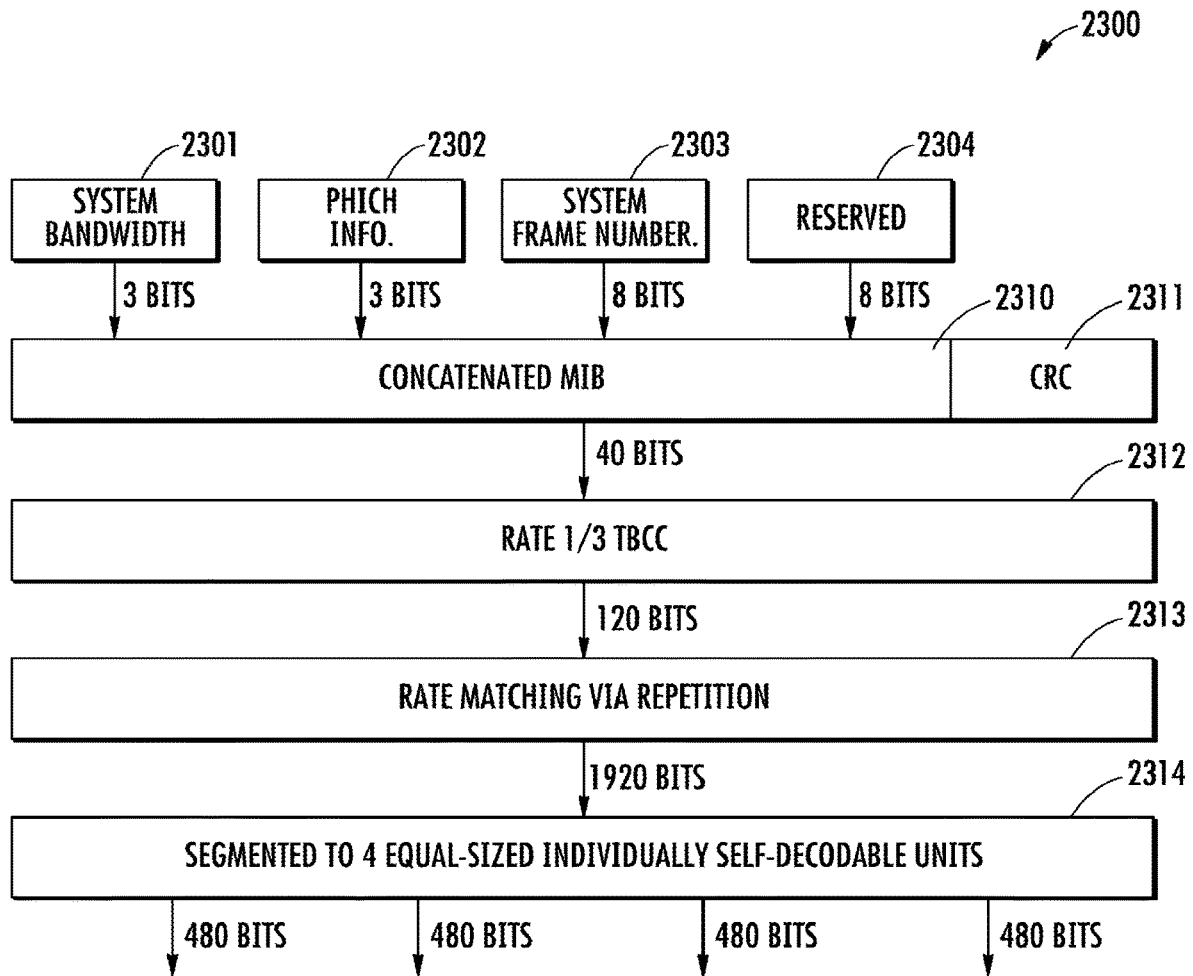 2300
2301
2302
2303
2304
SYSTEM
BANDWIDTH
PHICH
INFO.
SYSTEM
FRAME NUMBER.
RESERVED
3 BITS
3 BITS
8 BITS
8 BITS
2310
2311
CONCATENATED MIB
CRC
40 BITS
2312
RATE 1/3 TBCC
120 BITS
2313
RATE MATCHING VIA REPETITION
1920 BITS
2314
SEGMENTED TO 4 EQUAL-SIZED INDIVIDUALLY SELF-DECODABLE UNITS
480 BITS
480 BITS
480 BITS
480 BITS